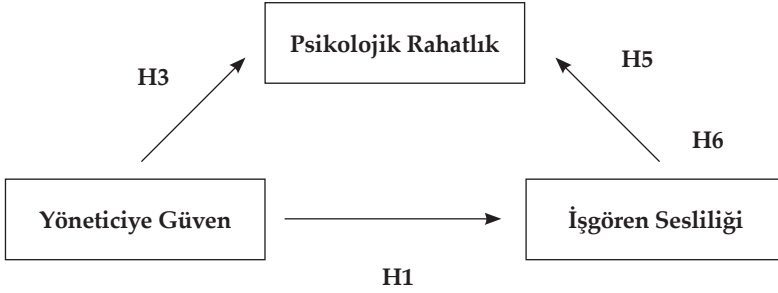 Psikolojik Rahatlık
H3
H5
H6
Yöneticiye Güven
İşgören Sesliliği
H1